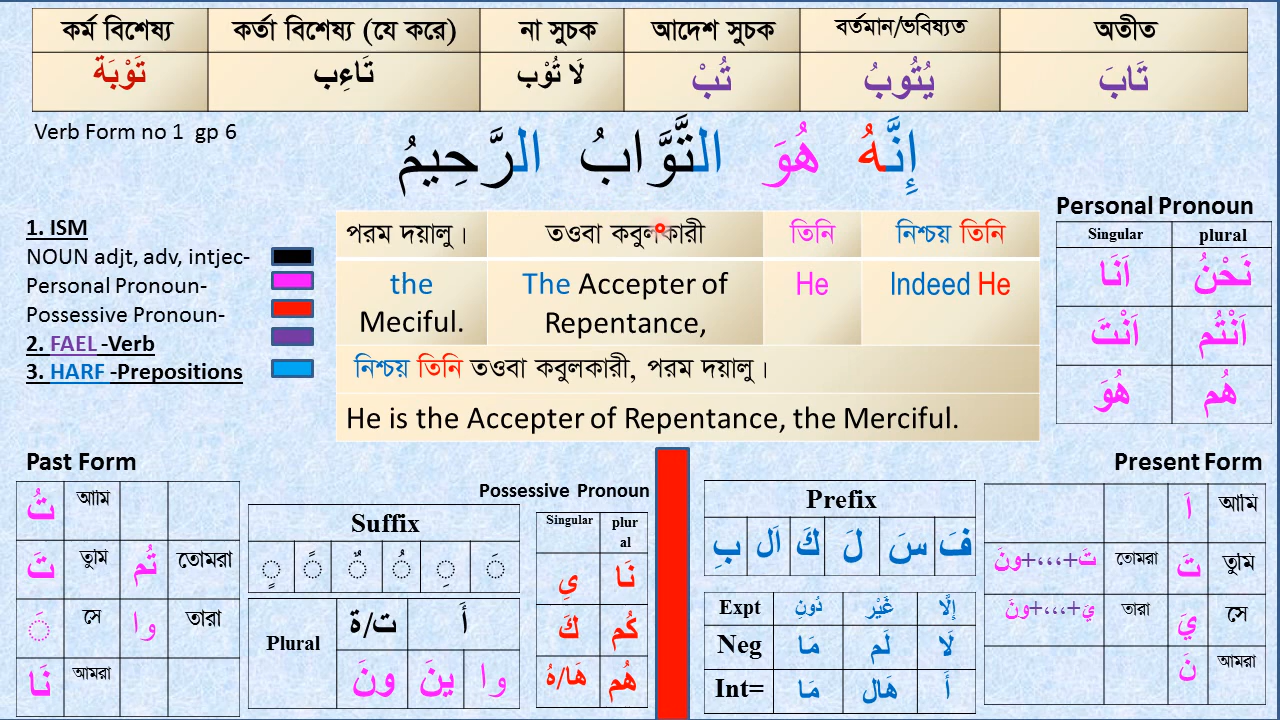 কর্ম বিশেষ্য কর্তা বিশেষ্য (যে করে) না সুচক আদেশ সুচক বর্তমান/ভবিষ্যত অতীত
تَوْبَة تَاءِب لَا تُوْب تُبْ يُتُوبُ تَابَ
Verb Form no 1 gp 6
إِنَّهُ هُوَ التَّوَّابُ الرَّحِيمُ
1. ISM
NOUN adjt, adv, intjec-
Personal Pronoun-
Possessive Pronoun-
2. FAEL -Verb
3. HARF -Prepositions
পরম দয়ালু। তওবা কবুলকারী তিনি নিশ্চয় তিনি
the Meciful. The Accepter of Repentance, He Indeed He
নিশ্চয় তিনি তওবা কবুলকারী, পরম দয়ালু।
He is the Accepter of Repentance, the Merciful.
Personal Pronoun
Singular plural
اَنَا نَحْنُ
اَنْتَ اَنْتُم
هُوَ هُم
Past Form
تُ আমি
تَ তুমি تُم তোমরা
َ সে وا তারা
نَا আমরা
Suffix
ٍ ً ٌ ُ ِ َ
Plural ت/ة أَ
ونَ ينَ وا
Possessive Pronoun
Singular plural
ىِ نَا
كَ كُم
هَا/هُ هُم
Prefix
بِ اَل كَ لَ سَ فَ
Expt دُونِ غَيْر إِلَّا
Neg مَا لَم لَا
Int= مَا هَال أَ
Present Form
اَ আমি
تَ+،،،+ونَ তোমরা تَ তুমি
يَ+،،،+ونَ তারা يَ সে
نَ আমরা